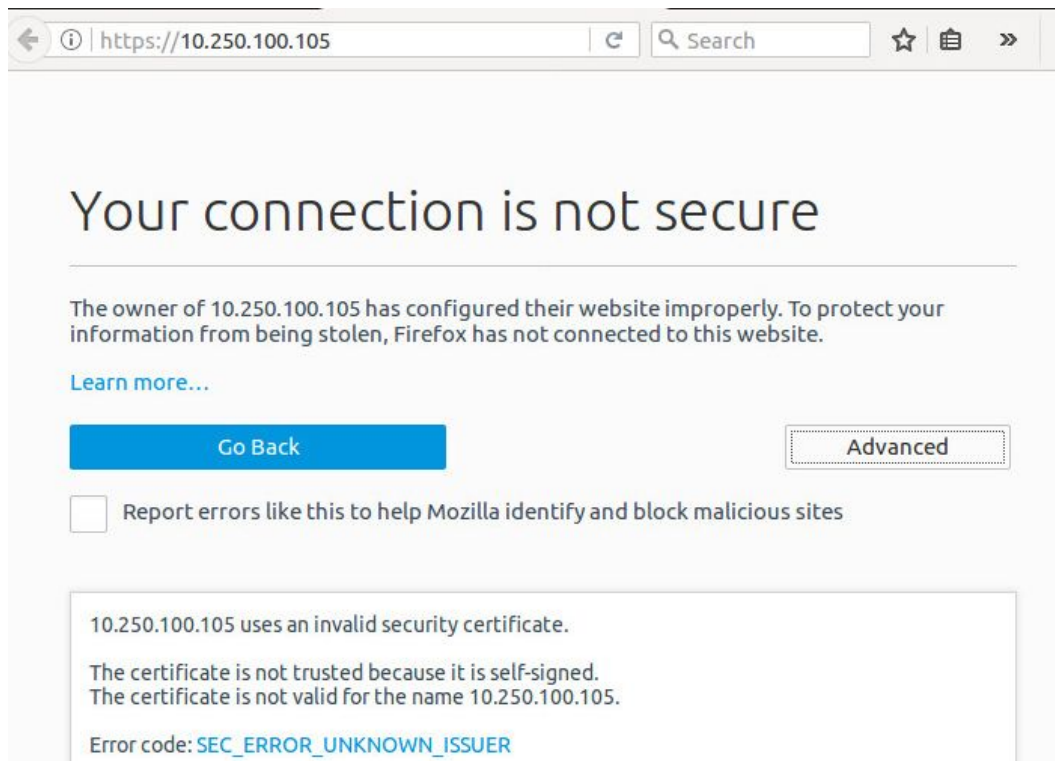 https://10.250.100.105
Search
Your connection is not secure
The owner of 10.250.100.105 has configured their website improperly. To protect your
information from being stolen, Firefox has not connected to this website.
Learn more…
Go Back
Advanced
Report errors like this to help Mozilla identify and block malicious sites
10.250.100.105 uses an invalid security certificate.
The certificate is not trusted because it is self-signed.
The certificate is not valid for the name 10.250.100.105.
Error code: SEC_ERROR_UNKNOWN_ISSUER